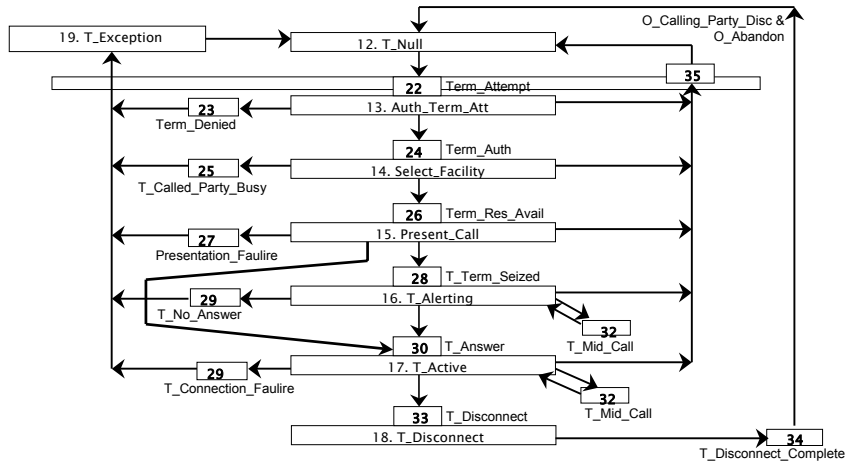 O_Calling_Party_Disc &
O_Abandon
19. T_Exception
12. T_Null
35
22 Term_Attempt
23
13. Auth_Term_Att
Term_Denied
24 Term_Auth
25
14. Select_Facility
T_Called_Party_Busy
26 Term_Res_Avail
27
15. Present_Call
Presentation_Faulire
28 T_Term_Seized
29
16. T_Alerting
T_No_Answer
32
T_Mid_Call
30 T_Answer
29
17. T_Active
T_Connection_Faulire
32
T_Mid_Call
33 T_Disconnect
18. T_Disconnect
34
T_Disconnect_Complete